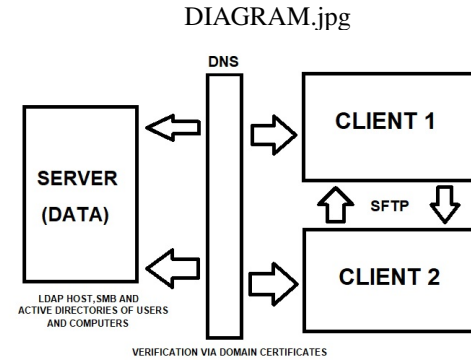 DIAGRAM.jpg
DNS
SERVER
(DATA)
CLIENT 1
SFTP
CLIENT 2
LDAP HOST,SMB AND
ACTIVE DIRECTORIES OF USERS
AND COMPUTERS
VERIFICATION VIA DOMAIN CERTIFICATES